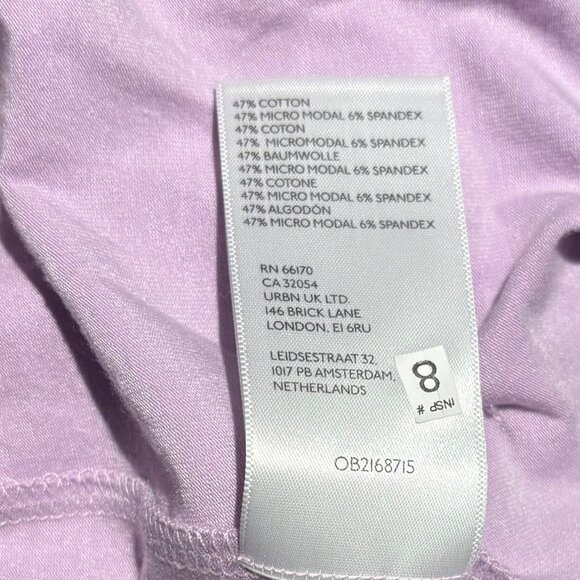 47% COTTON
47% MICRO MODAL 6% SPANDEX
47% COTON
47% MICROMODAL 6% SPANDEX
47% BAUMWOLLE
47% MICRO MODAL 6% SPANDEX
47% COTONE
47% MICRO MODAL 6% SPANDEX
47% ALGODÓN
47% MICRO MODAL 6% SPANDEX
RN 66170
CA 32054
URBN UK LTD.
146 BRICK LANE
LONDON, E1 6RU
LEIDSESTRAAT 32,
1017 PB AMSTERDAM,
NETHERLANDS
INSP #
8
OB2168715